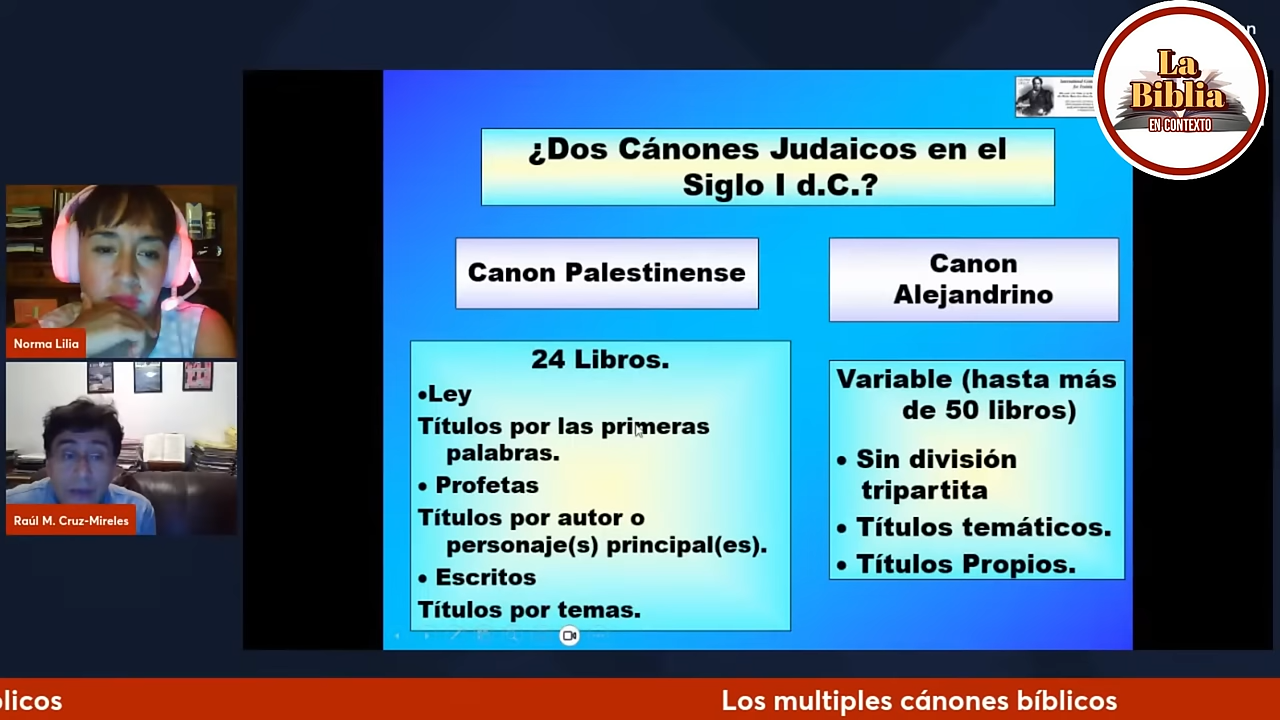 La
Biblia
EN CONTEXTO
¿Dos Cánones Judaicos en el
Siglo I d.C.?
Canon Palestinense
Canon
Alejandrino
24 Libros.
•Ley
Títulos por las primeras
palabras.
• Profetas
Títulos por autor o
personaje(s) principal(es).
• Escritos
Títulos por temas.
Variable (hasta más
de 50 libros)
• Sin división
tripartita
• Títulos temáticos.
• Títulos Propios.
Norma Lilia
Raúl M. Cruz-Mireles
blicos
Los multiples cánones bíblicos